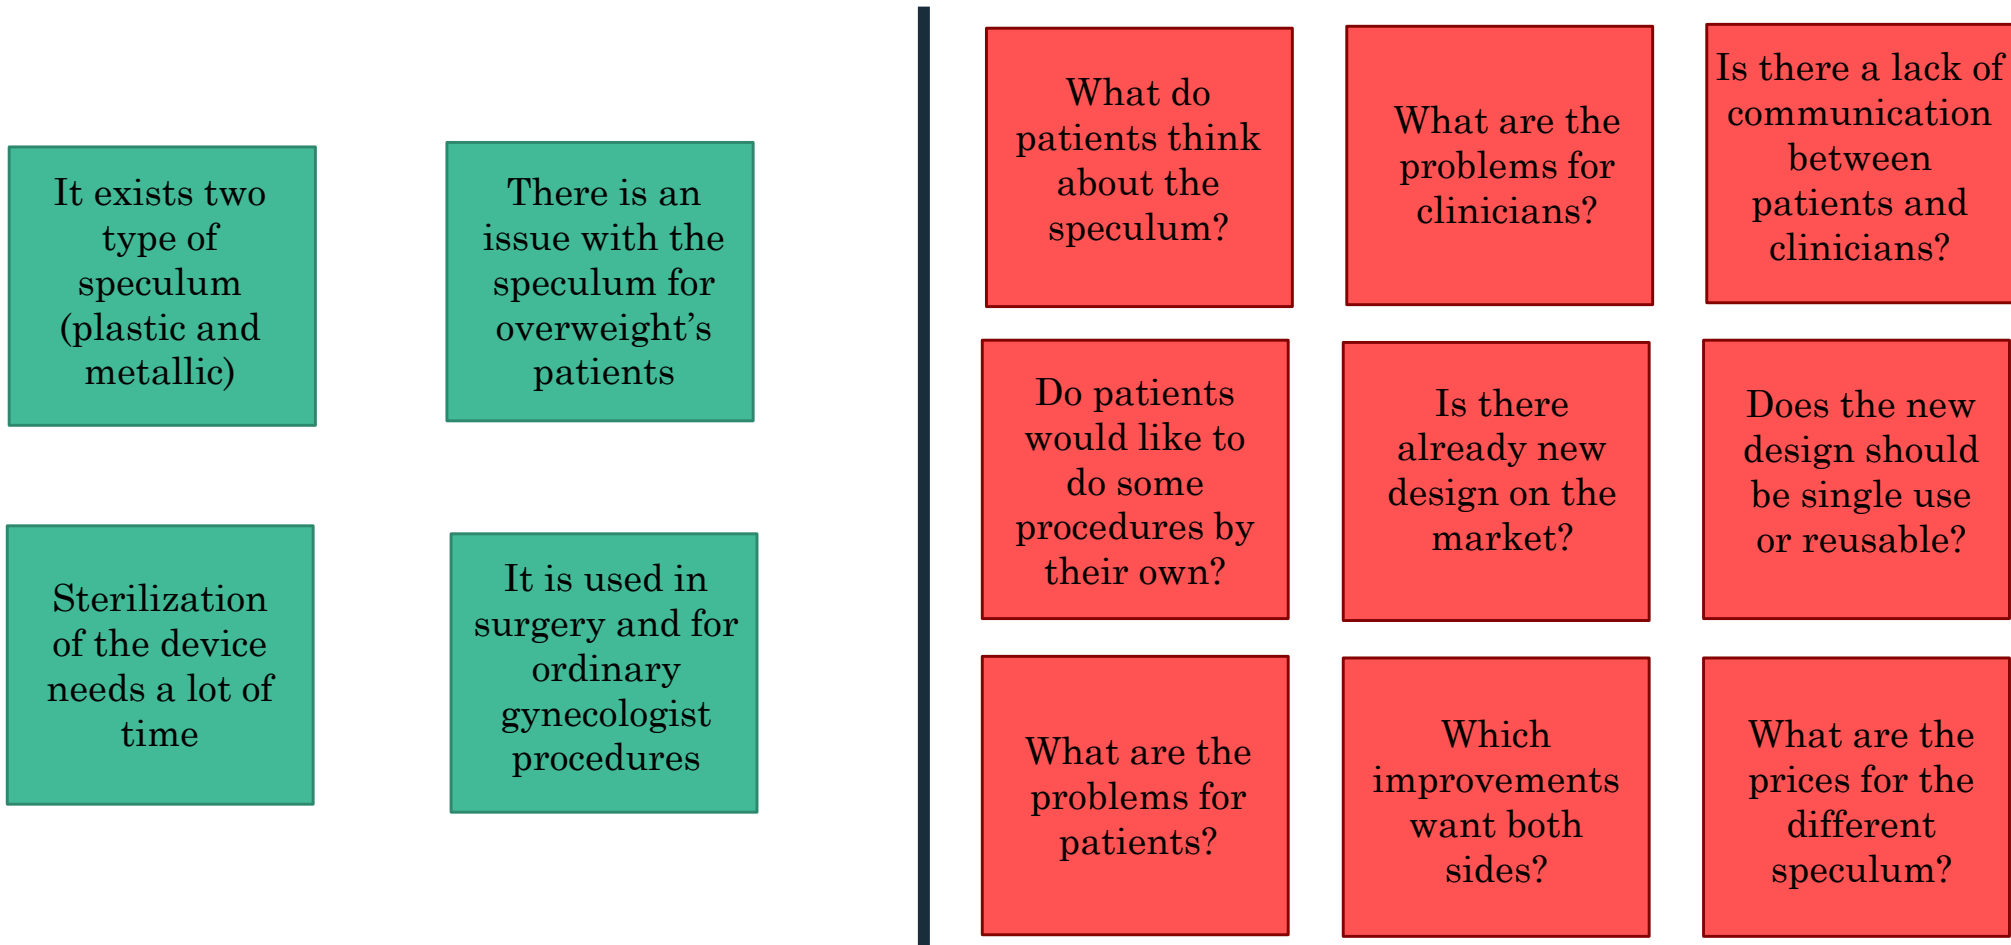 It exists two
type of
speculum
(plastic and
metallic)
There is an
issue with the
speculum for
overweight’s
patients
Sterilization
of the device
needs a lot of
time
It is used in
surgery and for
ordinary
gynecologist
procedures
What do
patients think
about the
speculum?
What are the
problems for
clinicians?
Is there a lack of
communication
between
patients and
clinicians?
Do patients
would like to
do some
procedures by
their own?
Is there
already new
design on the
market?
Does the new
design should
be single use
or reusable?
What are the
problems for
patients?
Which
improvements
want both
sides?
What are the
prices for the
different
speculum?